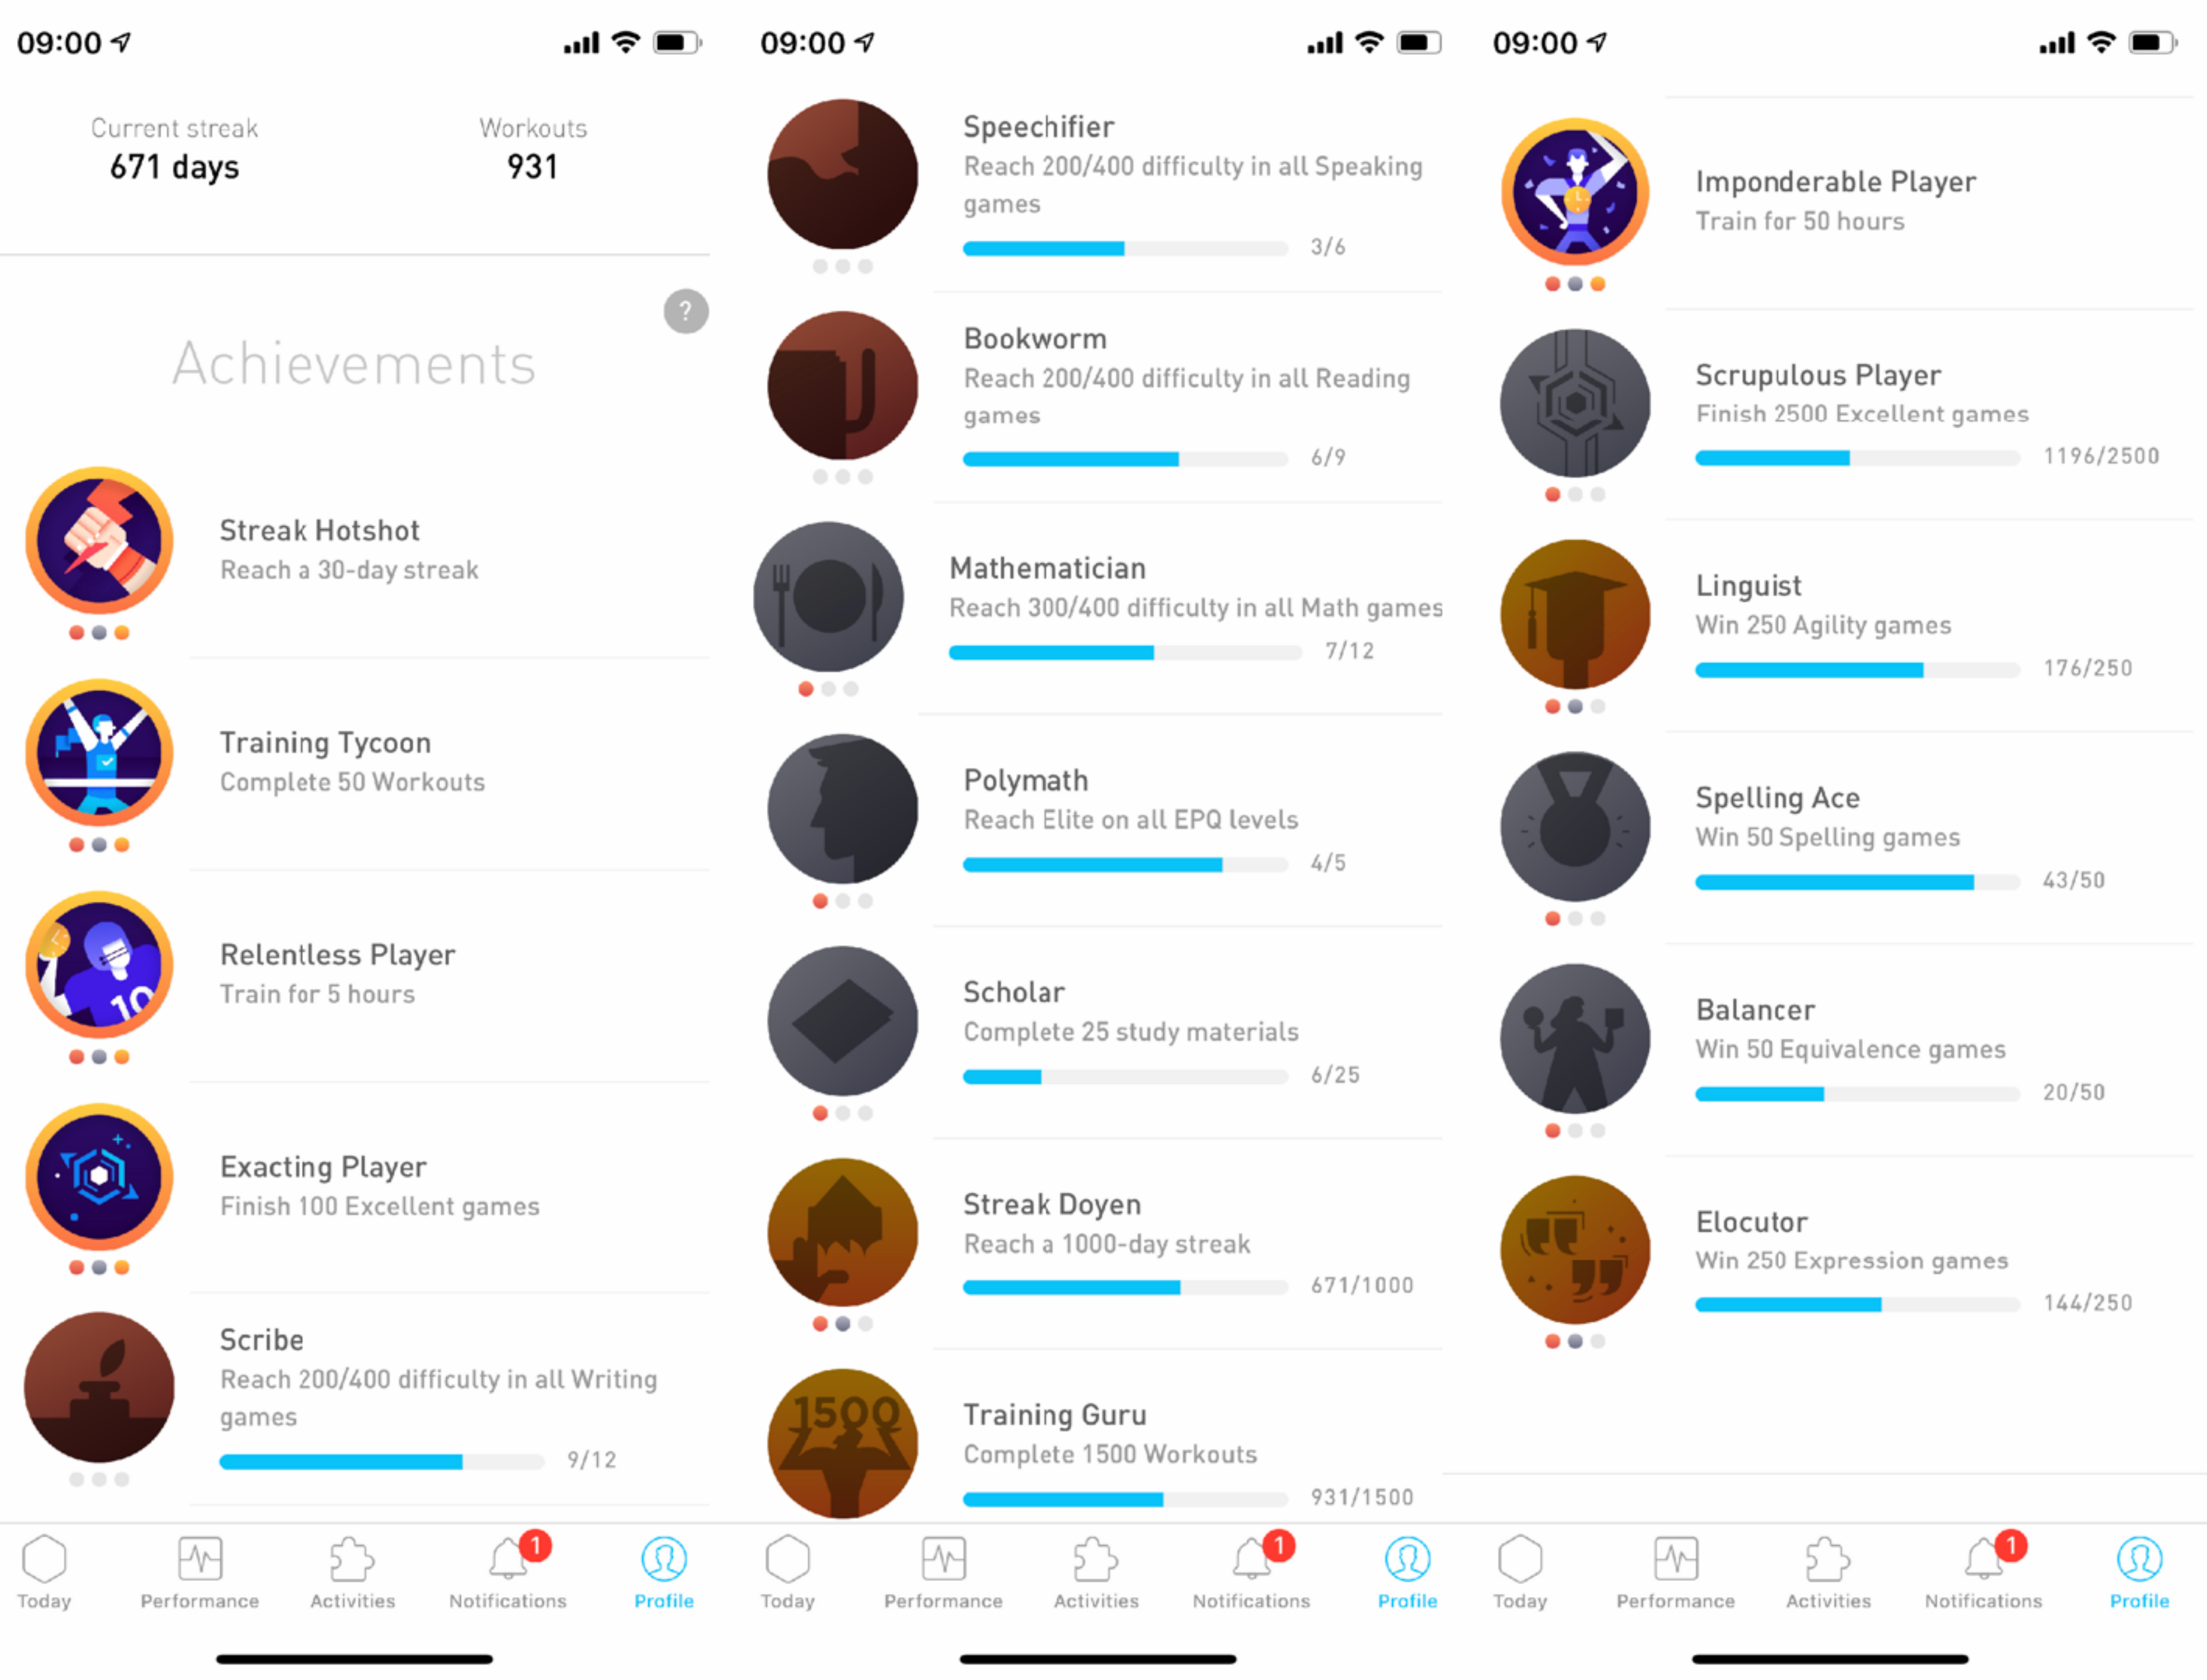 09:00
Current streak
671 days
Workouts
931
?
Achievements
Streak Hotshot
Reach a 30-day streak
Training Tycoon
Complete 50 Workouts
10
Relentless Player
Train for 5 hours
Exacting Player
Finish 100 Excellent games
Scribe
Reach 200/400 difficulty in all Writing
games
9/12
Today
Performance
Activities
1
Notifications
Profile
09:00
Speechifier
Reach 200/400 difficulty in all Speaking
games
3/6
Bookworm
Reach 200/400 difficulty in all Reading
games
6/9
Mathematician
Reach 300/400 difficulty in all Math games
7/12
Polymath
Reach Elite on all EPQ levels
4/5
Scholar
Complete 25 study materials
6/25
Streak Doyen
Reach a 1000-day streak
671/1000
1500
Training Guru
Complete 1500 Workouts
931/1500
Today
Performance
Activities
1
Notifications
Profile
09:00
Imponderable Player
Train for 50 hours
Scrupulous Player
Finish 2500 Excellent games
1196/2500
Linguist
Win 250 Agility games
176/250
Spelling Ace
Win 50 Spelling games
43/50
Balancer
Win 50 Equivalence games
20/50
Elocutor
Win 250 Expression games
144/250
Today
Performance
Activities
1
Notifications
Profile